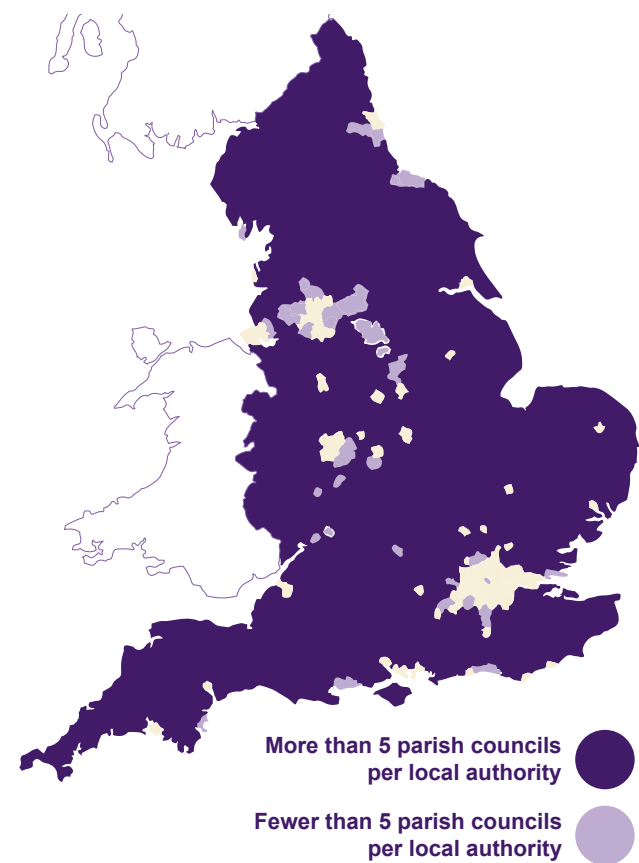 More than 5 parish councils
per local authority
Fewer than 5 parish councils
per local authority